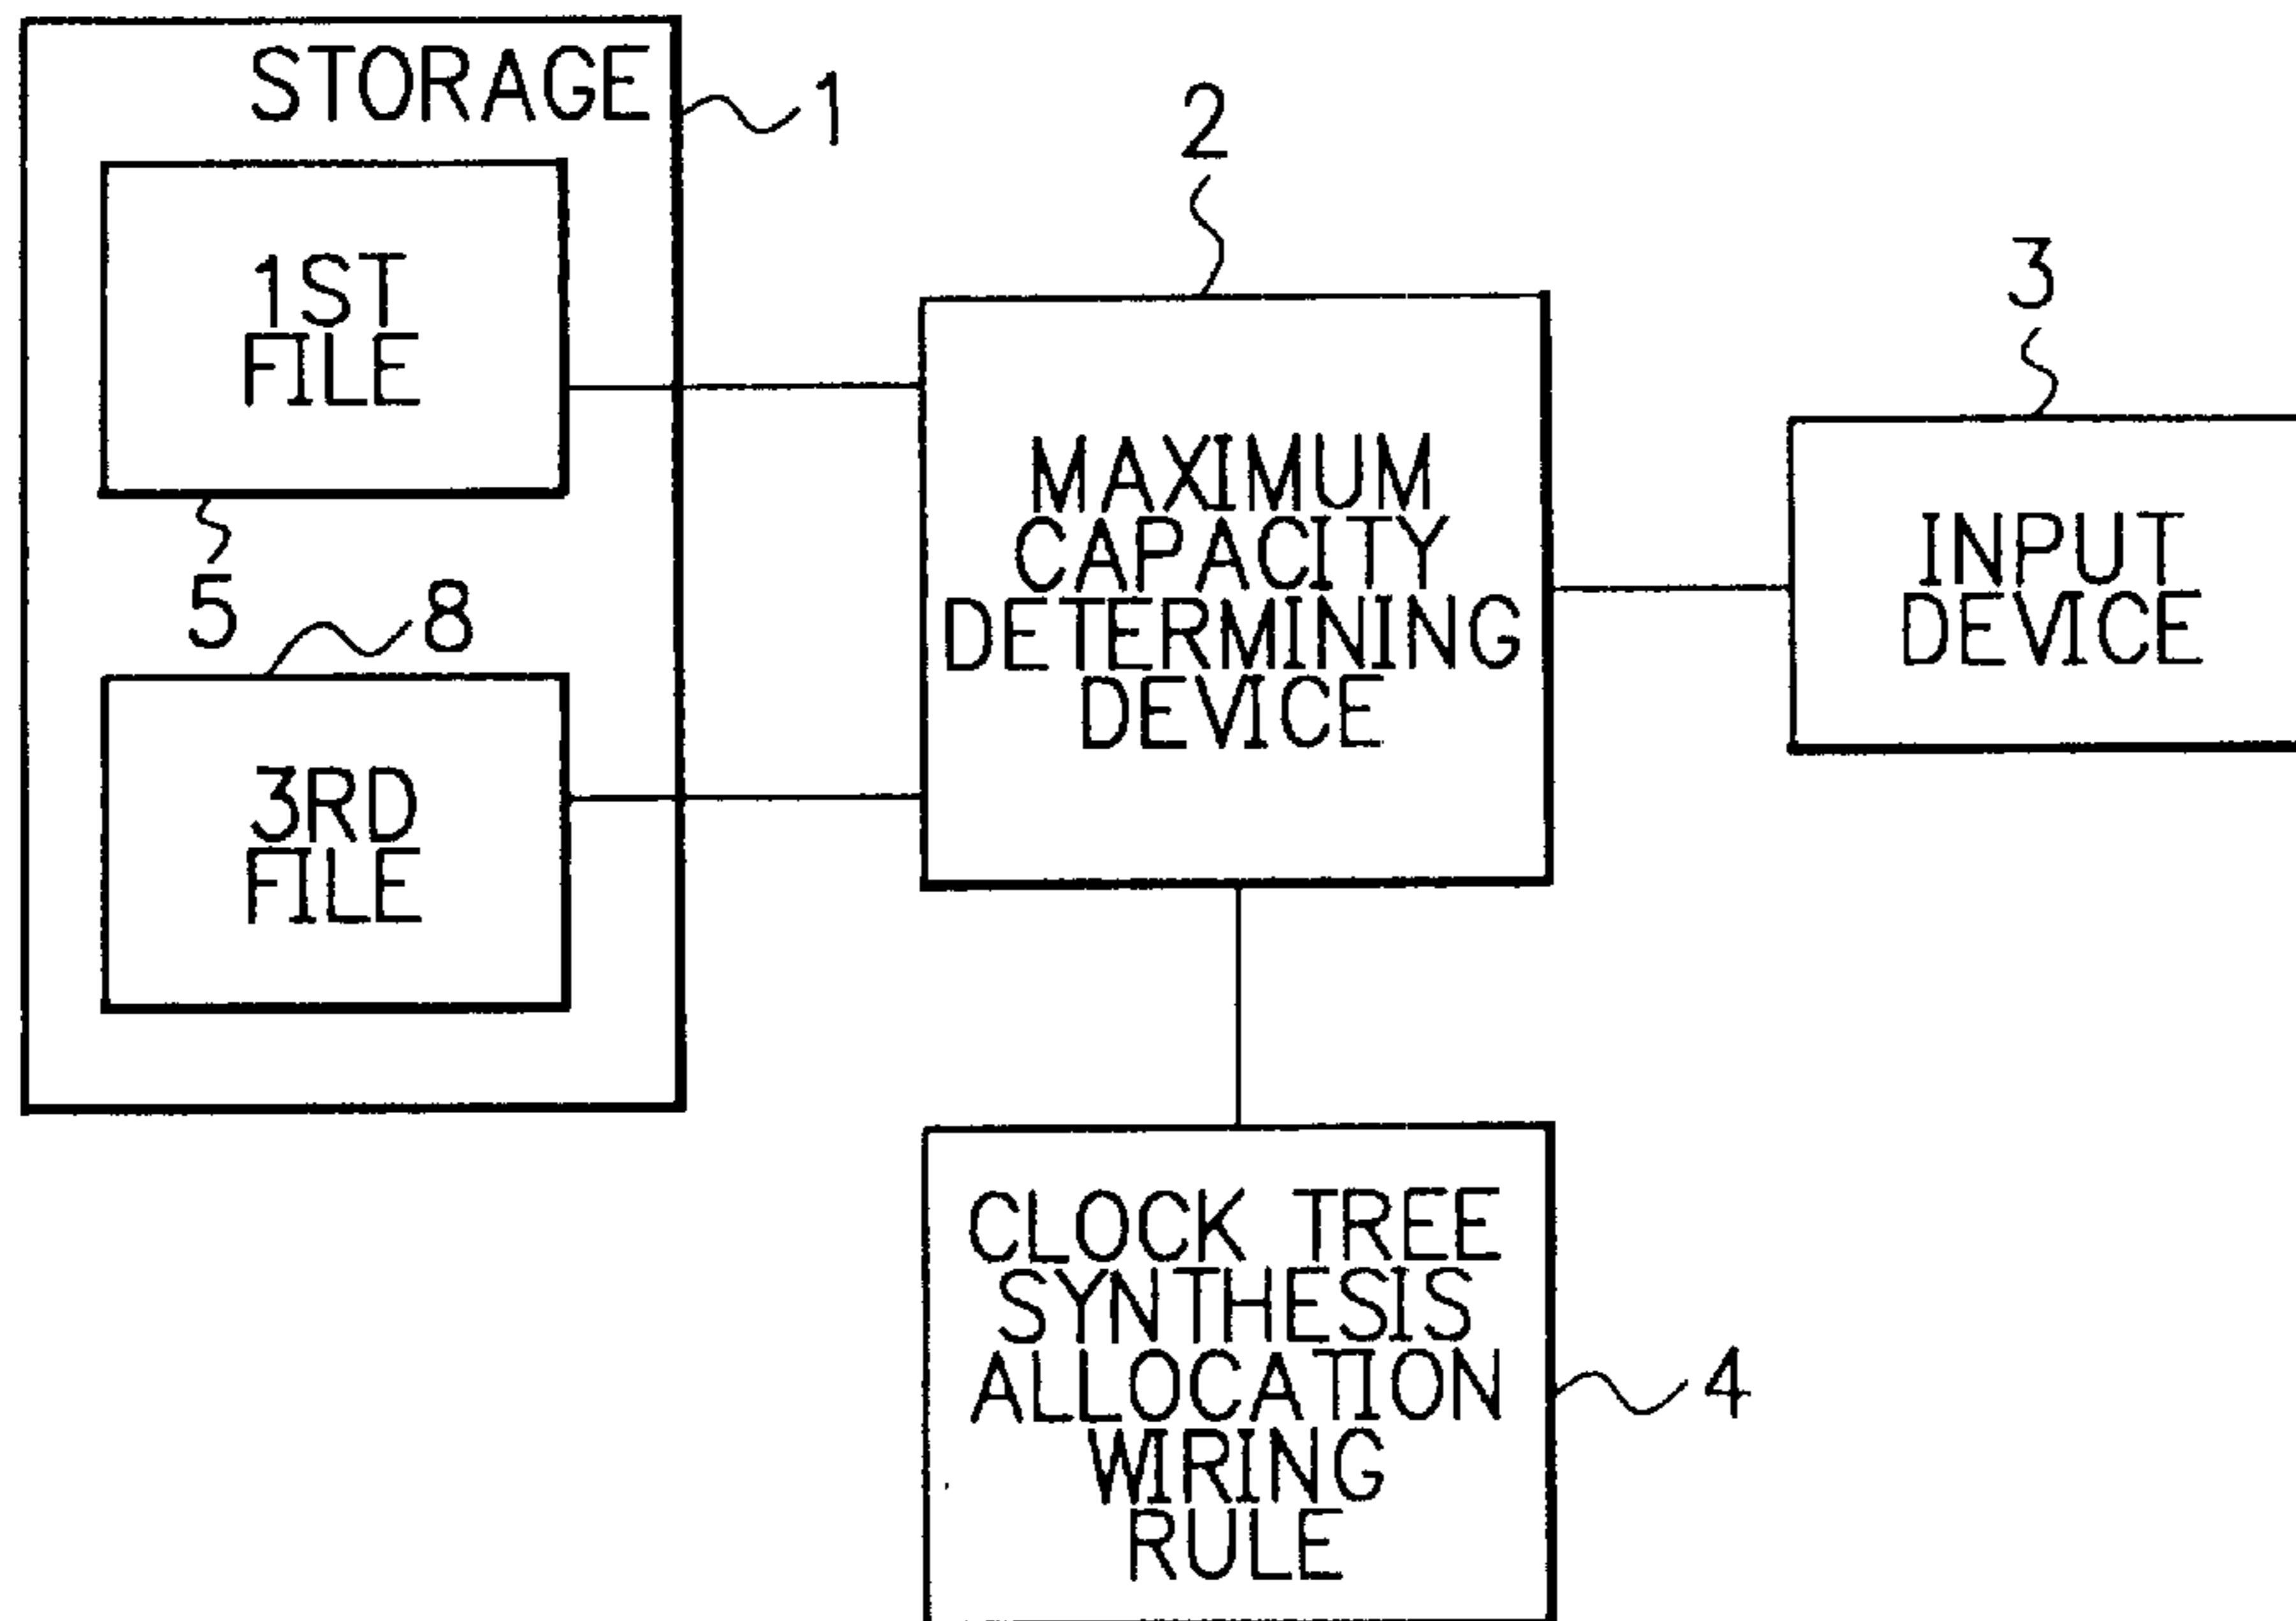 STORAGE
1
1ST
FILE
5
8
3RD
FILE
2
MAXIMUM
CAPACITY
DETERMINING
DEVICE
3
INPUT
DEVICE
CLOCK TREE
SYNTHESIS
ALLOCATION
WIRING
RULE
4